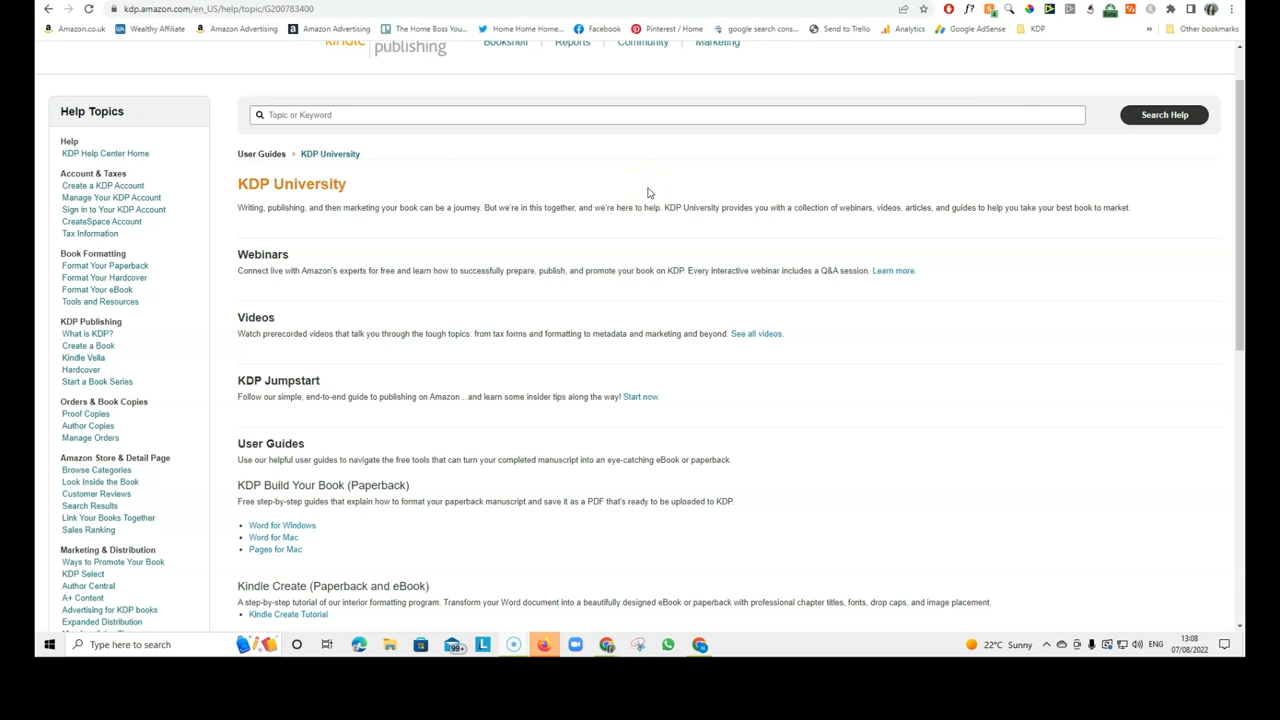 kdp.amazon.com/en_US/help/topic/G200783400
Amazon.co.uk
Wealthy Affiliate
Amazon Advertising
Amazon Advertising
The Home Boss You...
Home Home Home...
Facebook
Pinterest / Home
google search cons...
Send to Trello
Analytics
Google AdSense
KDP
»
Other bookmarks
publishing
Bookshelf
Reports
Community
Marketing
Help Topics
Topic or Keyword
Search Help
Help
KDP Help Center Home
Account & Taxes
Create a KDP Account
Manage Your KDP Account
Sign in to Your KDP Account
CreateSpace Account
Tax Information
Book Formatting
Format Your Paperback
Format Your Hardcover
Format Your eBook
Tools and Resources
KDP Publishing
What is KDP?
Create a Book
Kindle Vella
Hardcover
Start a Book Series
Orders & Book Copies
Proof Copies
Author Copies
Manage Orders
Amazon Store & Detail Page
Browse Categories
Look Inside the Book
Customer Reviews
Search Results
Link Your Books Together
Sales Ranking
Marketing & Distribution
Ways to Promote Your Book
KDP Select
Author Central
A+ Content
Advertising for KDP books
Expanded Distribution
User Guides > KDP University
KDP University
Writing, publishing, and then marketing your book can be a journey. But we're in this together, and we're here to help. KDP University provides you with a collection of webinars, videos, articles, and guides to help you take your best book to market.
Webinars
Connect live with Amazon's experts for free and learn how to successfully prepare, publish, and promote your book on KDP. Every interactive webinar includes a Q&A session. Learn more.
Videos
Watch prerecorded videos that talk you through the tough topics: from tax forms and formatting to metadata and marketing and beyond. See all videos.
KDP Jumpstart
Follow our simple, end-to-end guide to publishing on Amazon...and learn some insider tips along the way! Start now.
User Guides
Use our helpful user guides to navigate the free tools that can turn your completed manuscript into an eye-catching eBook or paperback.
KDP Build Your Book (Paperback)
Free step-by-step guides that explain how to format your paperback manuscript and save it as a PDF that's ready to be uploaded to KDP.
• Word for Windows
• Word for Mac
• Pages for Mac
Kindle Create (Paperback and eBook)
A step-by-step tutorial of our interior formatting program. Transform your Word document into a beautifully designed eBook or paperback with professional chapter titles, fonts, drop caps, and image placement.
• Kindle Create Tutorial
Type here to search
99+
L
22°C Sunny
ENG
13:08
07/08/2022